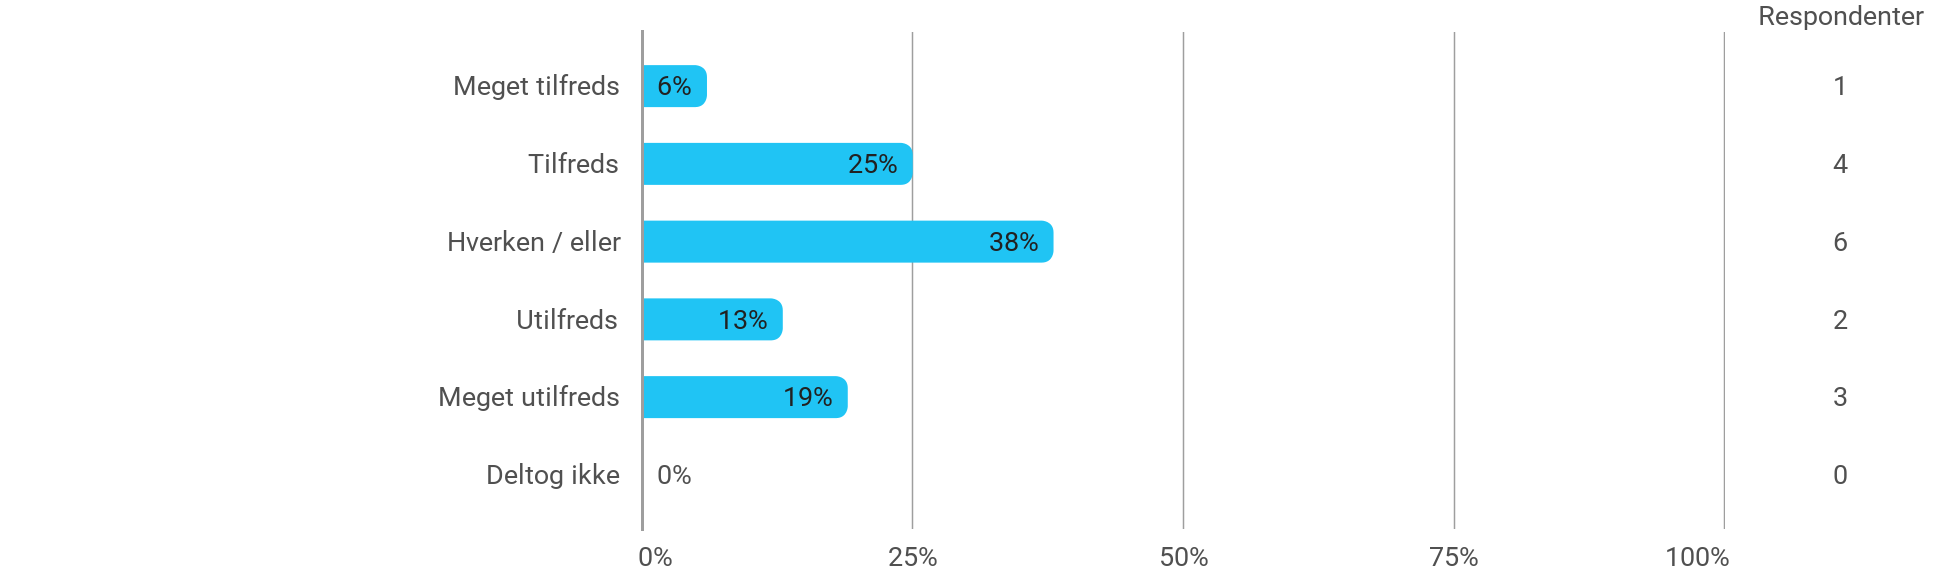 Respondenter
Meget tilfreds 6% 1
Tilfreds 25% 4
Hverken / eller 38% 6
Utilfreds 13% 2
Meget utilfreds 19% 3
Deltog ikke 0% 0
0% 25% 50% 75% 100%